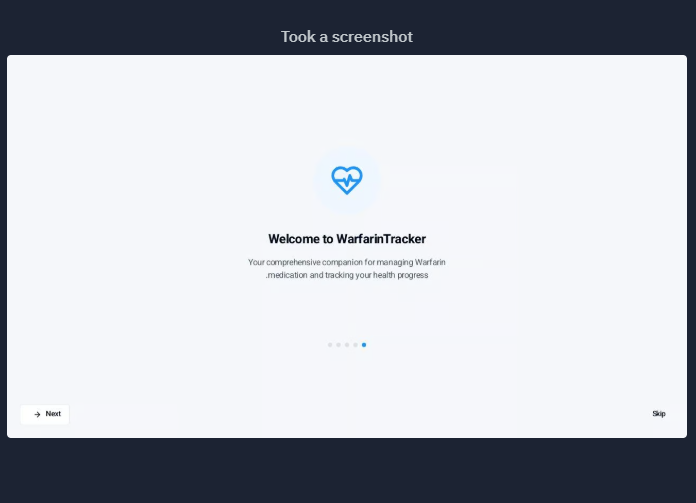 Took a screenshot
Welcome to WarfarinTracker
Your comprehensive companion for managing Warfarin
.medication and tracking your health progress
Next
Skip